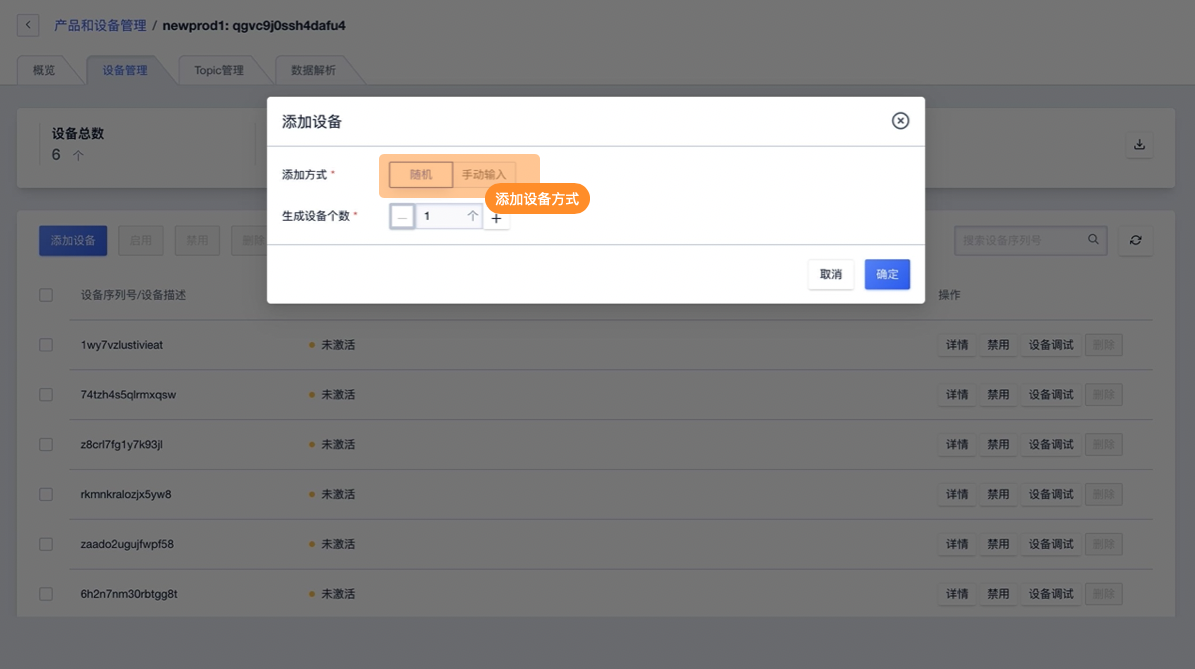 产品和设备管理 / newprod1: qgvc9j0ssh4dafu4
概览 设备管理 Topic管理 数据解析
设备总数
6 个
添加设备
添加方式 * 随机 手动输入
添加设备方式
生成设备个数 * — 1 个 +
取消 确定
添加设备 启用 禁用 删除 搜索设备序列号
设备序列号/设备描述 操作
1wy7vzlustivieat 未激活 详情 禁用 设备调试 删除
74tzh4s5qlrmxqsw 未激活 详情 禁用 设备调试 删除
z8crl7fg1y7k93jl 未激活 详情 禁用 设备调试 删除
rkmnkralozjx5yw8 未激活 详情 禁用 设备调试 删除
zaado2ugujfwpf58 未激活 详情 禁用 设备调试 删除
6h2n7nm30rbtgg8t 未激活 详情 禁用 设备调试 删除